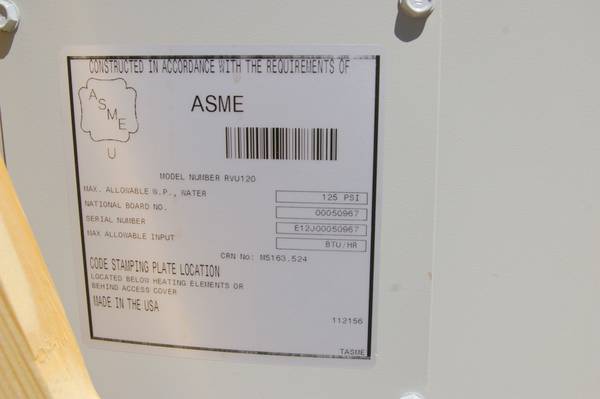 CONSTRUCTED IN ACCORDANCE WITH THE REQUIREMENTS OF
ASME
U
ASME
MODEL NUMBER RVU120
MAX. ALLOWABLE W.P., WATER 125 PSI
NATIONAL BOARD NO. 00050967
SERIAL NUMBER E12J00050967
MAX ALLOWABLE INPUT BTU/HR
CRN No: M5163.524
CODE STAMPING PLATE LOCATION
LOCATED BELOW HEATING ELEMENTS OR
BEHIND ACCESS COVER
MADE IN THE USA
112156
TASME